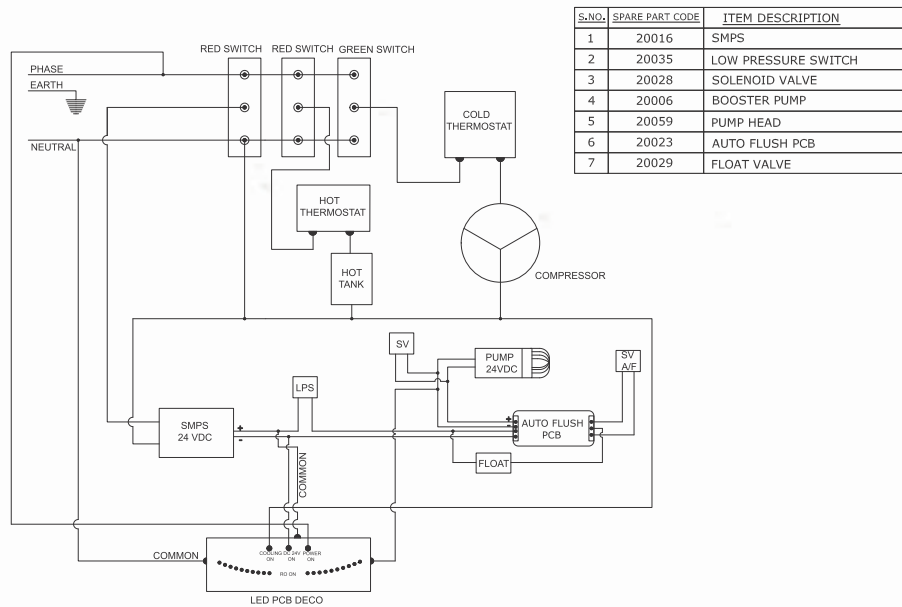 S.NO. SPARE PART CODE ITEM DESCRIPTION
1 20016 SMPS
2 20035 LOW PRESSURE SWITCH
3 20028 SOLENOID VALVE
4 20006 BOOSTER PUMP
5 20059 PUMP HEAD
6 20023 AUTO FLUSH PCB
7 20029 FLOAT VALVE
RED SWITCH RED SWITCH GREEN SWITCH
PHASE
EARTH
NEUTRAL
COLD
THERMOSTAT
HOT
THERMOSTAT
HOT
TANK
COMPRESSOR
SV
PUMP
24VDC
SV
A/F
LPS
SMPS
24 VDC
+
-
+
-
AUTO FLUSH
PCB
FLOAT
COMMON
COMMON
COOLING ON
DC 24V ON
POWER ON
RO ON
LED PCB DECO